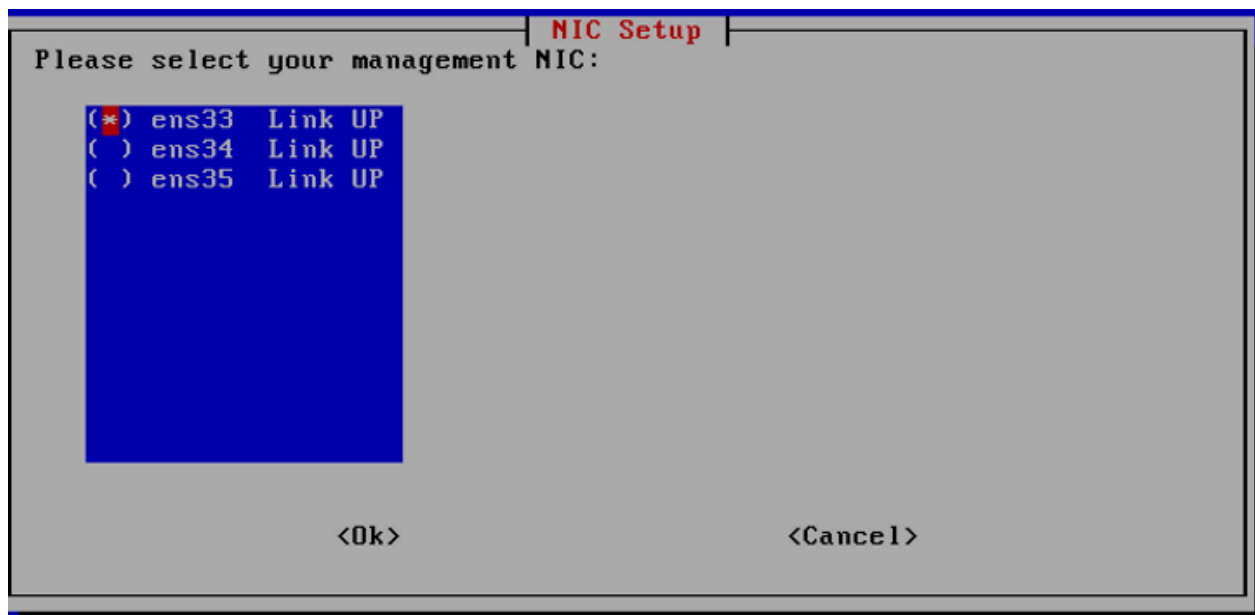 NIC Setup
Please select your management NIC:
(*) ens33 Link UP
( ) ens34 Link UP
( ) ens35 Link UP
<Ok> <Cancel>